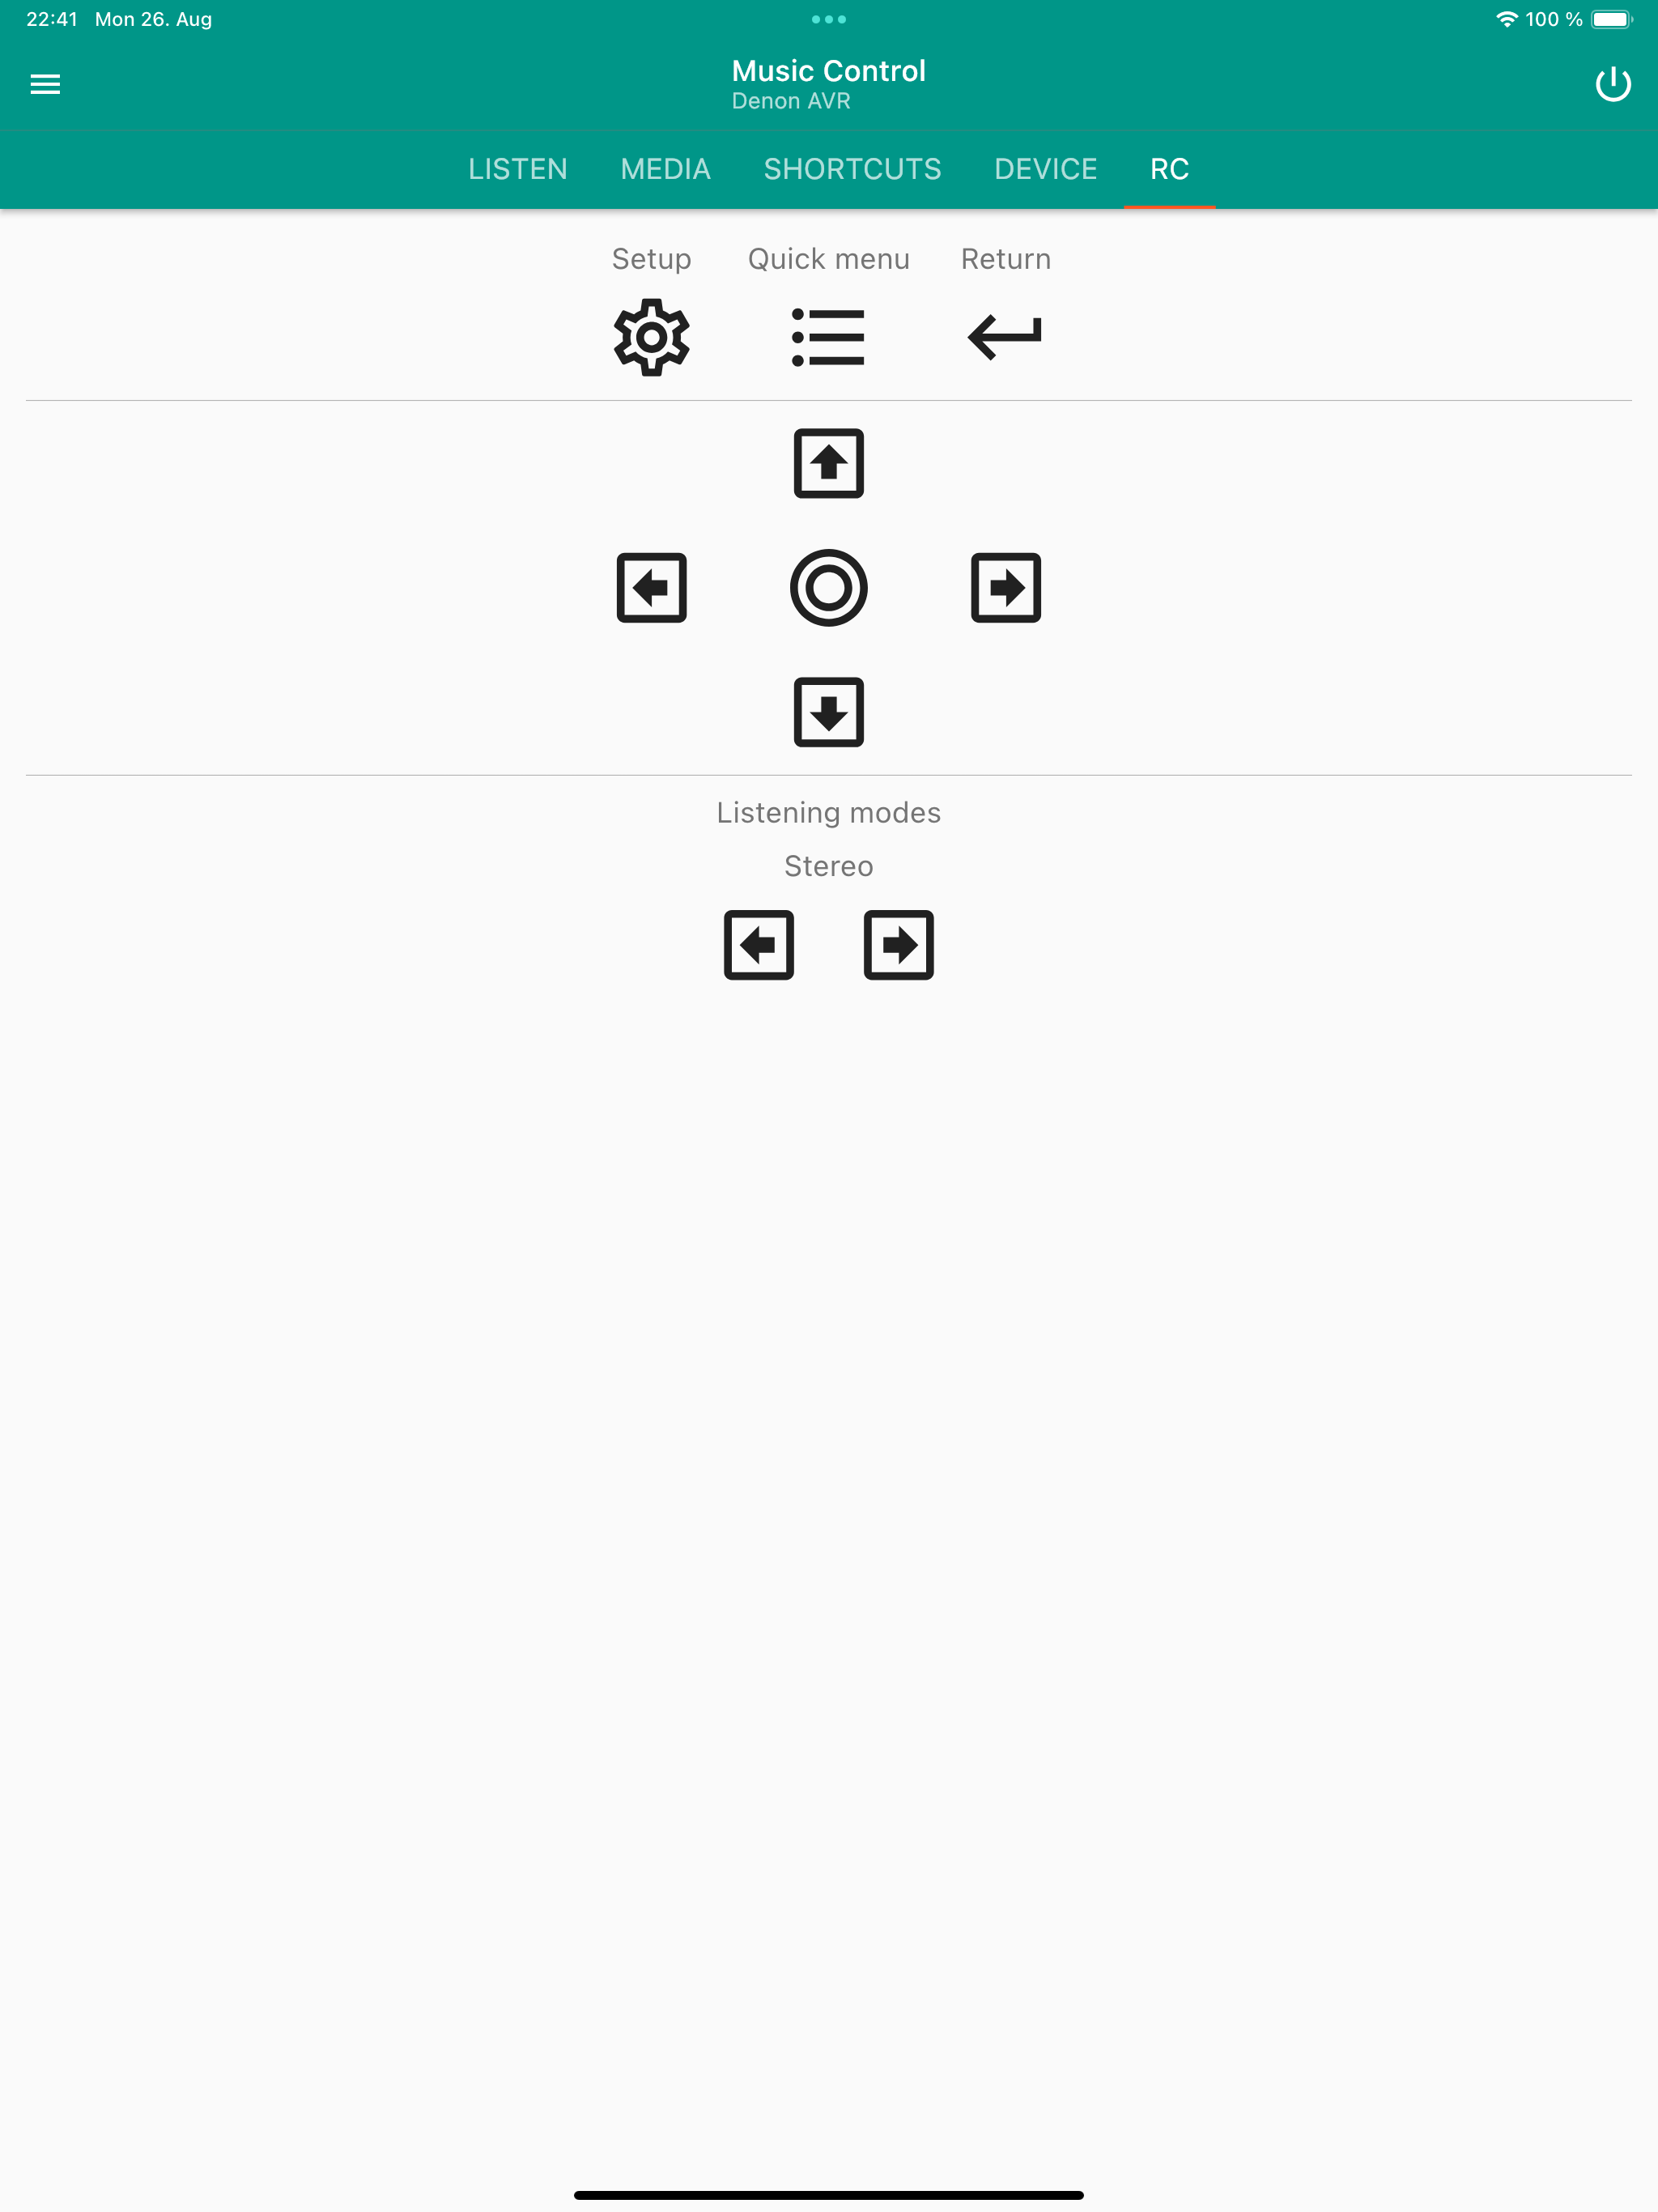 22:41 Mon 26. Aug
100 %
Music Control
Denon AVR
LISTEN MEDIA SHORTCUTS DEVICE RC
Setup Quick menu Return
Listening modes
Stereo